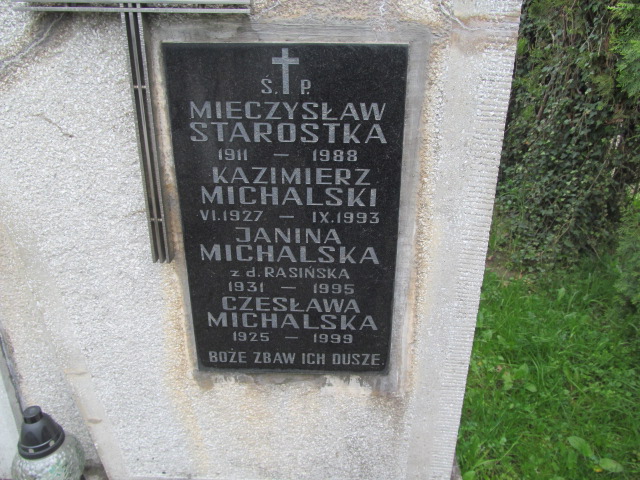 Ś. P.
MIECZYSŁAW
STAROSTKA
1911 — 1988
KAZIMIERZ
MICHALSKI
VI.1927 — IX.1993
JANINA
MICHALSKA
z d. RASIŃSKA
1931 — 1995
CZESŁAWA
MICHALSKA
1925 — 1999
BOŻE ZBAW ICH DUSZE.